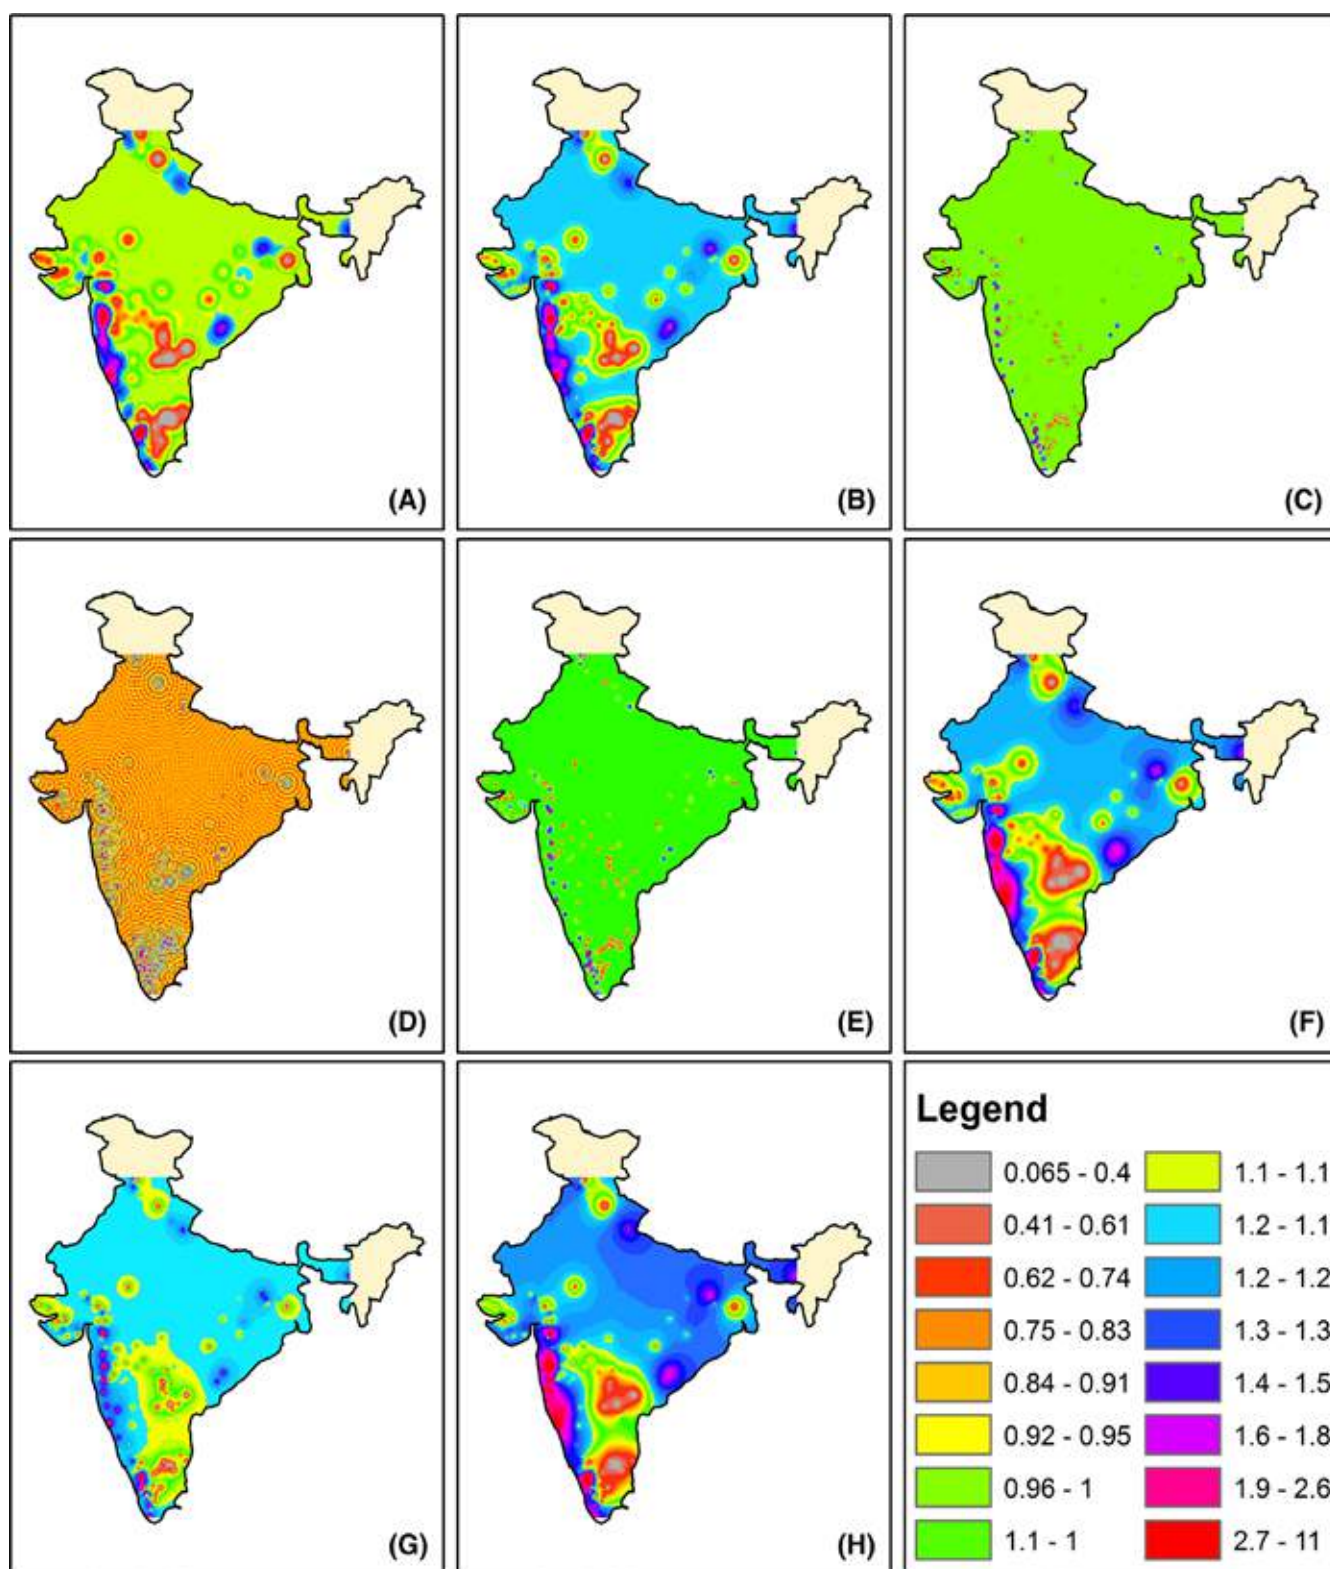 (A)
(B)
(C)
(D)
(E)
(F)
(G)
(H)
Legend
0.065 - 0.4
0.41 - 0.61
0.62 - 0.74
0.75 - 0.83
0.84 - 0.91
0.92 - 0.95
0.96 - 1
1.1 - 1
1.1 - 1.1
1.2 - 1.1
1.2 - 1.2
1.3 - 1.3
1.4 - 1.5
1.6 - 1.8
1.9 - 2.6
2.7 - 11